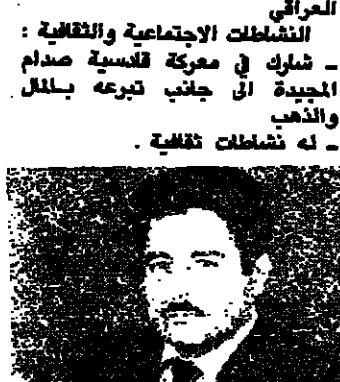 العراقي
النشاطات الاجتماعية والثقافية :
ـ شارك في معركة قادسية صدام
المجيدة الى جانب تبرعه بالمال
والذهب
ـ له نشاطات ثقافية .